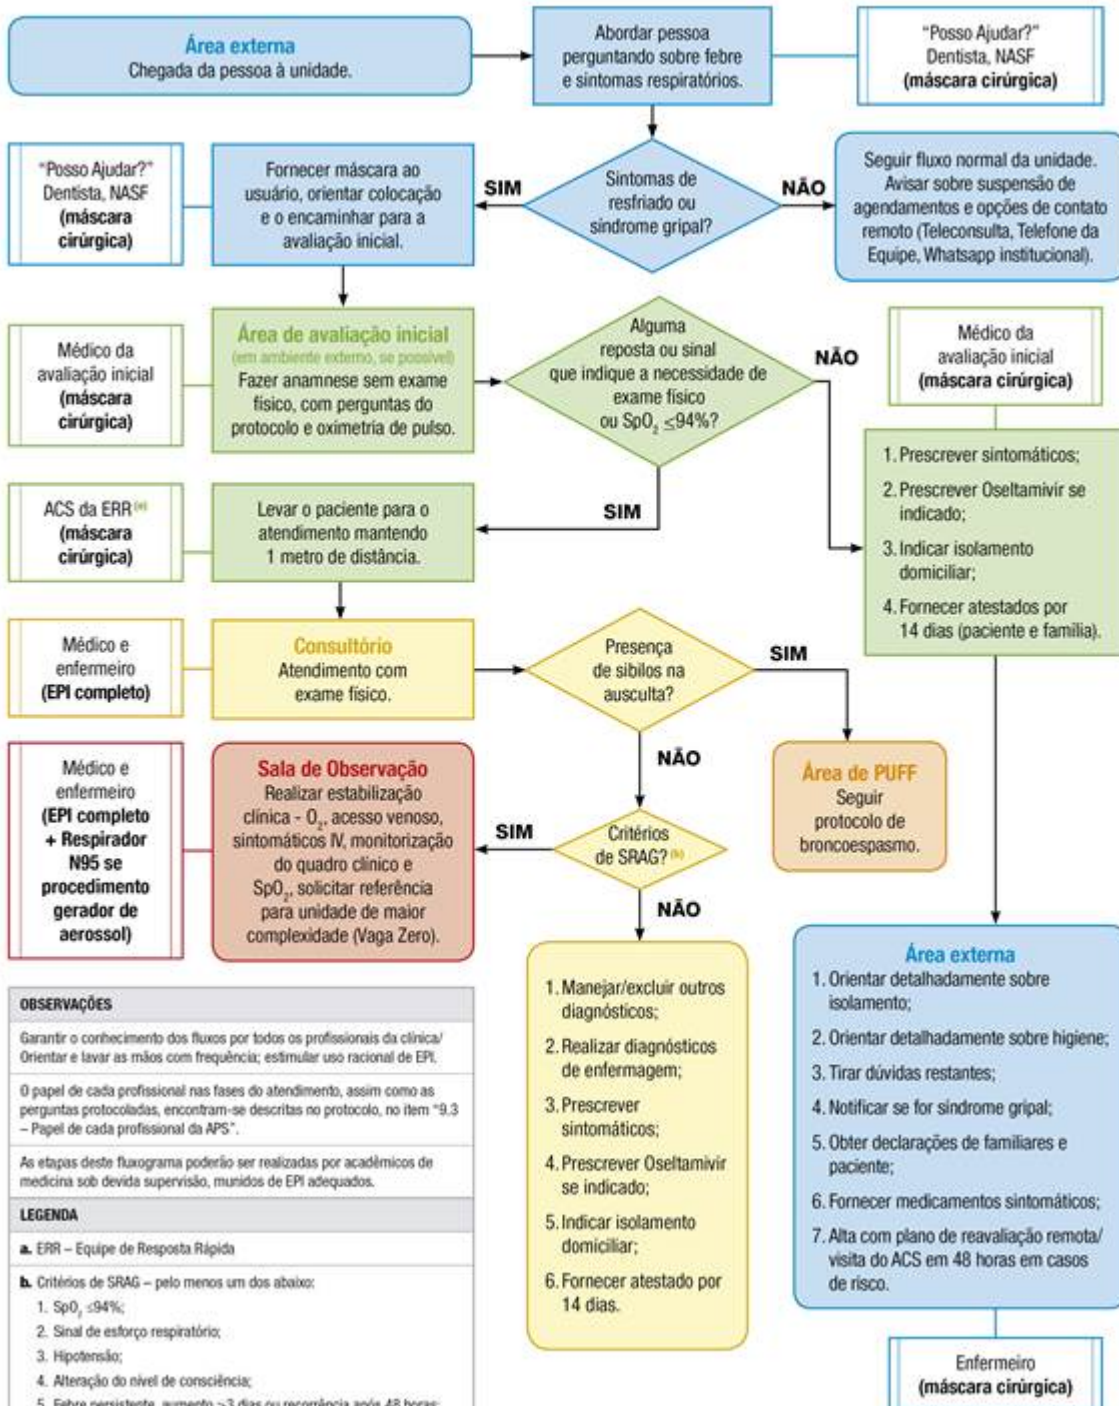 Área externa
Chegada da pessoa à unidade.
Abordar pessoa
perguntando sobre febre
e sintomas respiratórios.
“Posso Ajudar?”
Dentista, NASF
(máscara cirúrgica)
“Posso Ajudar?”
Dentista, NASF
(máscara
cirúrgica)
Fornecer máscara ao
usuário, orientar colocação
e o encaminhar para a
avaliação inicial.
SIM
Sintomas de
resfriado ou
síndrome gripal?
NÃO
Seguir fluxo normal da unidade.
Avisar sobre suspensão de
agendamentos e opções de contato
remoto (Teleconsulta, Telefone da
Equipe, Whatsapp institucional).
Médico da
avaliação inicial
(máscara
cirúrgica)
Área de avaliação inicial
(em ambiente externo, se possível)
Fazer anamnese sem exame
físico, com perguntas do
protocolo e oximetria de pulso.
Alguma
reposta ou sinal
que indique a necessidade de
exame físico
ou SpO₂ ≤94%?
NÃO
SIM
Médico da
avaliação inicial
(máscara cirúrgica)
1. Prescrever sintomáticos;
2. Prescrever Oseltamivir se
indicado;
3. Indicar isolamento
domiciliar;
4. Fornecer atestados por
14 dias (paciente e família).
ACS da ERR (a)
(máscara
cirúrgica)
Levar o paciente para o
atendimento mantendo
1 metro de distância.
Médico e
enfermeiro
(EPI completo)
Consultório
Atendimento com
exame físico.
Presença
de sibilos na
ausculta?
SIM
NÃO
Área de PUFF
Seguir
protocolo de
broncoespasmo.
Médico e
enfermeiro
(EPI completo
+ Respirador
N95 se
procedimento
gerador de
aerossol)
Sala de Observação
Realizar estabilização
clínica - O₂, acesso venoso,
sintomáticos IV, monitorização
do quadro clínico e
SpO₂, solicitar referência
para unidade de maior
complexidade (Vaga Zero).
SIM
Critérios
de SRAG? (b)
NÃO
1. Manejar/excluir outros
diagnósticos;
2. Realizar diagnósticos
de enfermagem;
3. Prescrever
sintomáticos;
4. Prescrever Oseltamivir
se indicado;
5. Indicar isolamento
domiciliar;
6. Fornecer atestado por
14 dias.
Área externa
1. Orientar detalhadamente sobre
isolamento;
2. Orientar detalhadamente sobre higiene;
3. Tirar dúvidas restantes;
4. Notificar se for síndrome gripal;
5. Obter declarações de familiares e
paciente;
6. Fornecer medicamentos sintomáticos;
7. Alta com plano de reavaliação remota/
visita do ACS em 48 horas em casos
de risco.
Enfermeiro
(máscara cirúrgica)
OBSERVAÇÕES
Garantir o conhecimento dos fluxos por todos os profissionais da clínica/
Orientar e lavar as mãos com frequência; estimular uso racional de EPI.
O papel de cada profissional nas fases do atendimento, assim como as
perguntas protocoladas, encontram-se descritas no protocolo, no item “9.3
– Papel de cada profissional da APS”.
As etapas deste fluxograma poderão ser realizadas por acadêmicos de
medicina sob devida supervisão, munidos de EPI adequados.
LEGENDA
a. ERR – Equipe de Resposta Rápida
b. Critérios de SRAG – pelo menos um dos abaixo:
1. SpO₂ ≤94%;
2. Sinal de esforço respiratório;
3. Hipotensão;
4. Alteração do nível de consciência;
5. Febre persistente, aumento >3 dias ou recorrência após 48 horas;